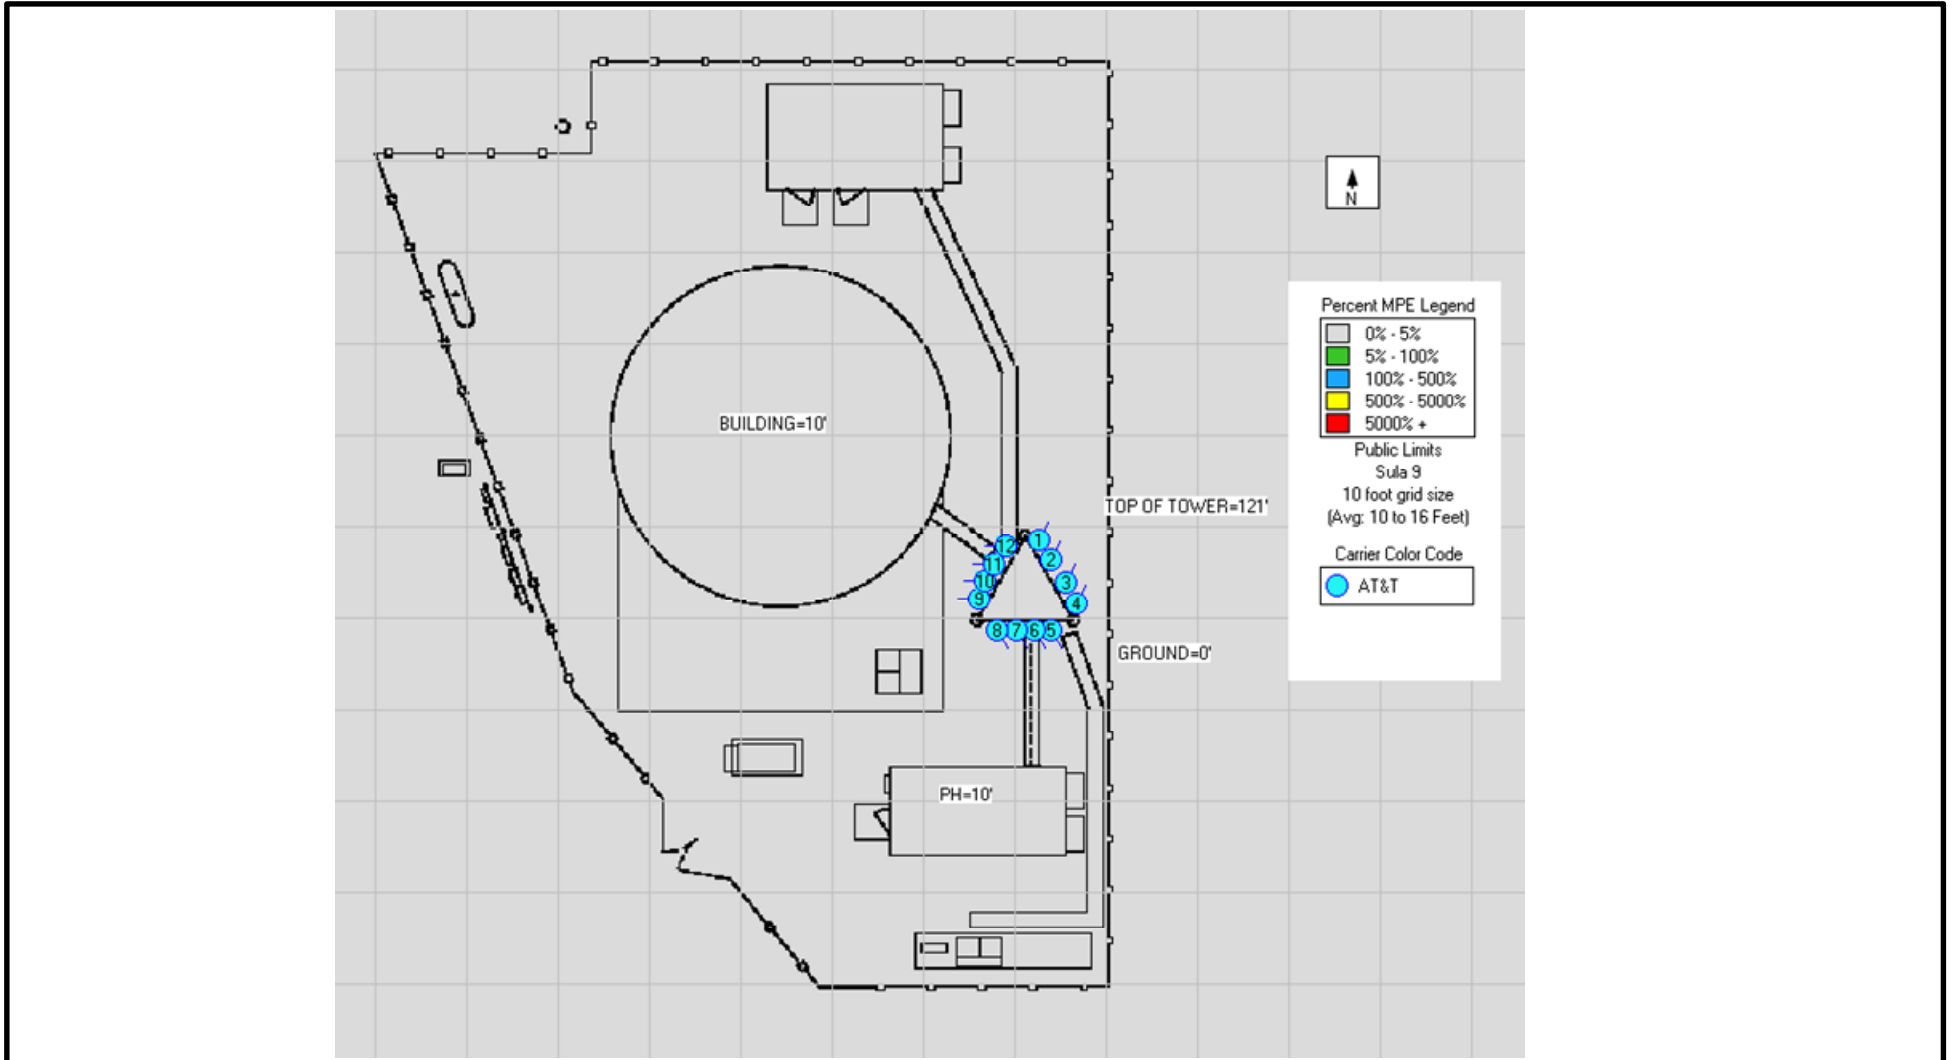 N
Percent MPE Legend
0% - 5%
5% - 100%
100% - 500%
500% - 5000%
5000% +
Public Limits
Sula 9
10 foot grid size
(Avg: 10 to 16 Feet)
Carrier Color Code
AT&T
BUILDING=10'
TOP OF TOWER=121'
12
1
11
2
10
3
9
4
8
7
6
5
GROUND=0'
PH=10'